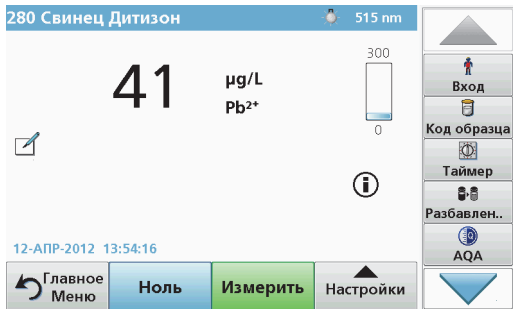 280 Свинец Дитизон
515 nm
300
41
µg/L
Pb²⁺
0
12-АПР-2012 13:54:16
Главное
Меню
Ноль
Измерить
Настройки
Вход
Код образца
Таймер
Разбавлен..
AQA